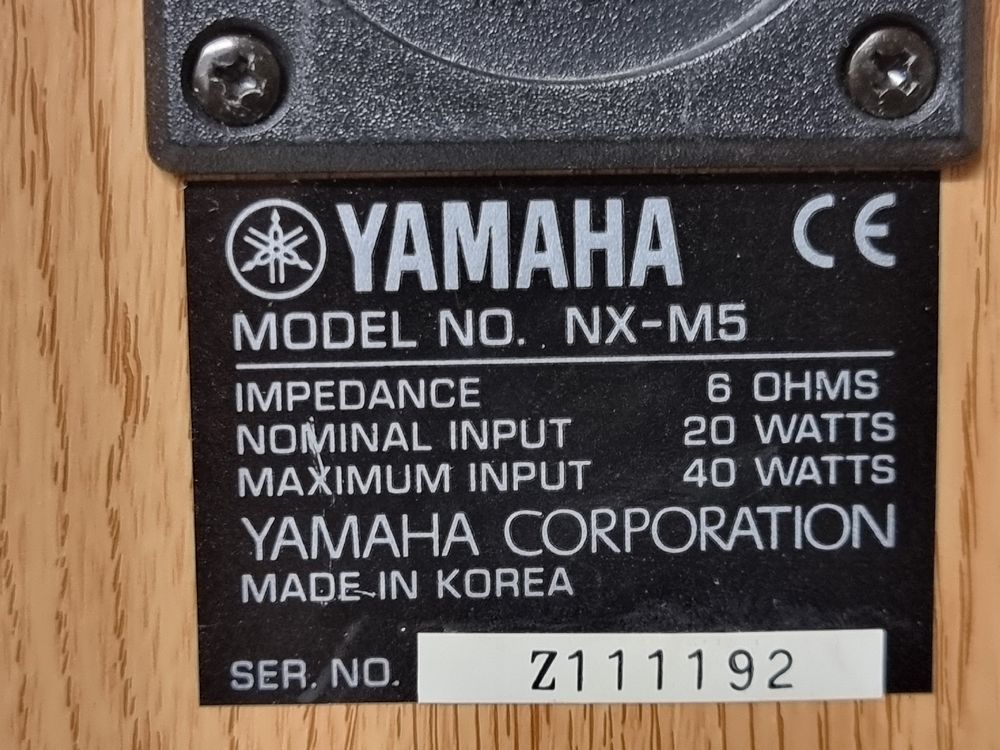 YAMAHA CE
MODEL NO. NX-M5
IMPEDANCE 6 OHMS
NOMINAL INPUT 20 WATTS
MAXIMUM INPUT 40 WATTS
YAMAHA CORPORATION
MADE IN KOREA
SER. NO. Z111192